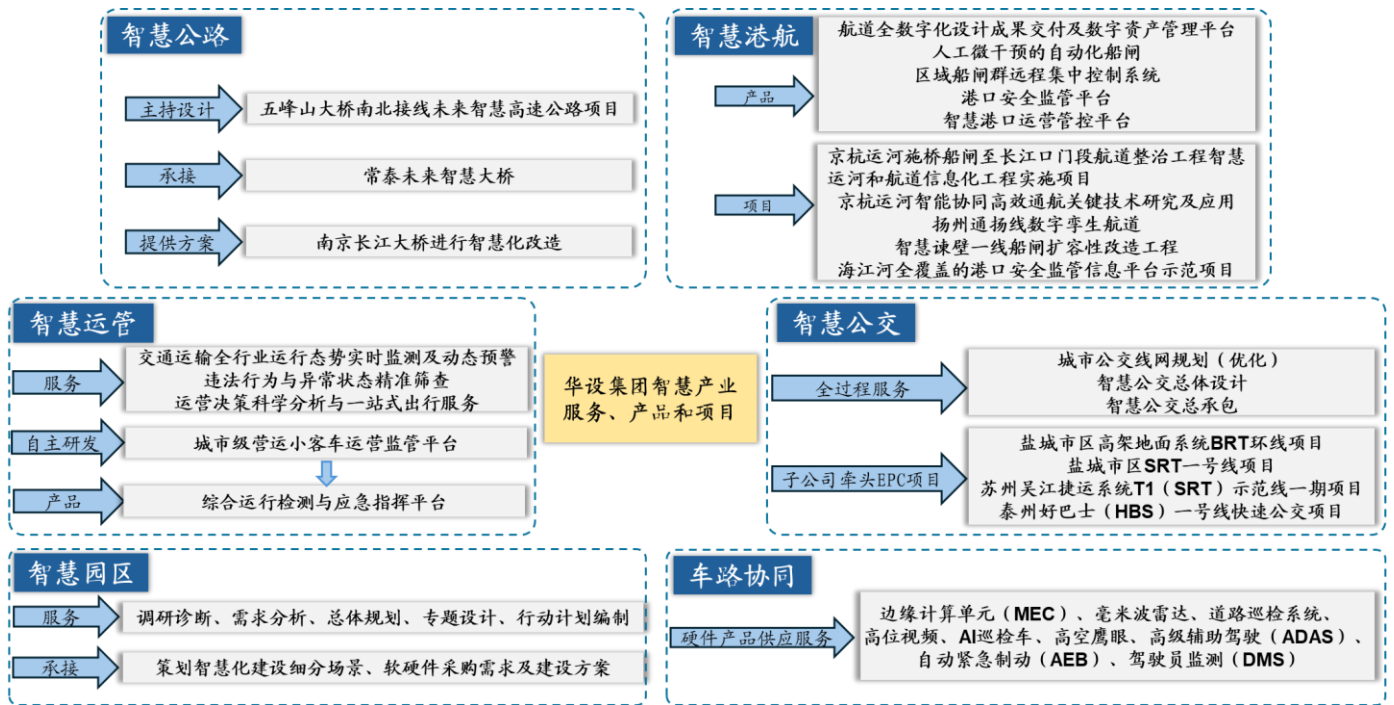 智慧公路
主持设计
五峰山大桥南北接线未来智慧高速公路项目
承接
常泰未来智慧大桥
提供方案
南京长江大桥进行智慧化改造
智慧港航
产品
航道全数字化设计成果交付及数字资产管理平台
人工微干预的自动化船闸
区域船闸群远程集中控制系统
港口安全监管平台
智慧港口运营管控平台
项目
京杭运河施桥船闸至长江口门段航道整治工程智慧
运河和航道信息化工程实施项目
京杭运河智能协同高效通航关键技术研究及应用
扬州通扬线数字孪生航道
智慧谏壁一线船闸扩容性改造工程
海江河全覆盖的港口安全监管信息平台示范项目
智慧运管
服务
交通运输全行业运行态势实时监测及动态预警
违法行为与异常状态精准筛查
运营决策科学分析与一站式出行服务
自主研发
城市级营运小客车运营监管平台
产品
综合运行检测与应急指挥平台
华设集团智慧产业
服务、产品和项目
智慧公交
全过程服务
城市公交线网规划（优化）
智慧公交总体设计
智慧公交总承包
子公司牵头EPC项目
盐城市区高架地面系统BRT环线项目
盐城市区SRT一号线项目
苏州吴江捷运系统T1（SRT）示范线一期项目
泰州好巴士（HBS）一号线快速公交项目
智慧园区
服务
调研诊断、需求分析、总体规划、专题设计、行动计划编制
承接
策划智慧化建设细分场景、软硬件采购需求及建设方案
车路协同
硬件产品供应服务
边缘计算单元（MEC）、毫米波雷达、道路巡检系统、
高位视频、AI巡检车、高空鹰眼、高级辅助驾驶（ADAS）、
自动紧急制动（AEB）、驾驶员监测（DMS）